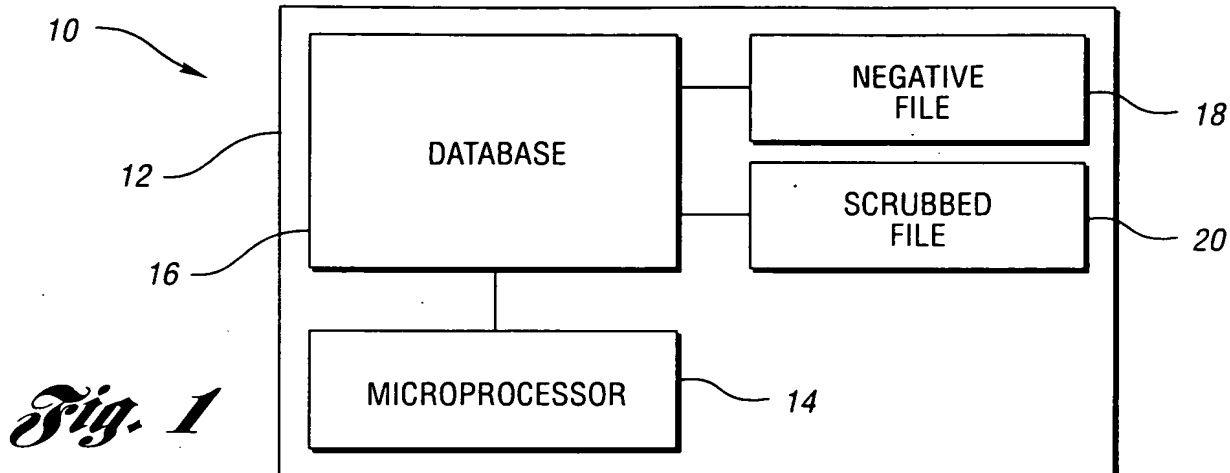 10
12
16
DATABASE
NEGATIVE
FILE
18
SCRUBBED
FILE
20
MICROPROCESSOR
14
Fig. 1